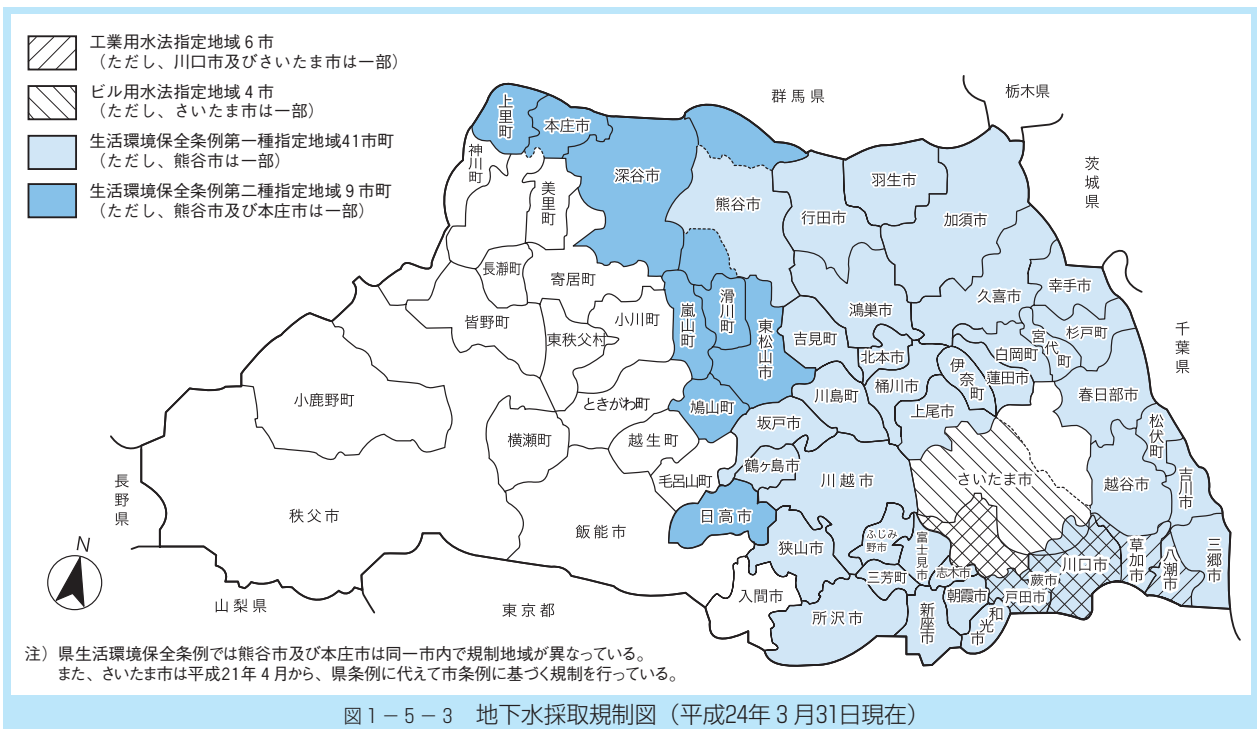 工業用水法指定地域6市
（ただし、川口市及びさいたま市は一部）
ビル用水法指定地域4市
（ただし、さいたま市は一部）
生活環境保全条例第一種指定地域41市町
（ただし、熊谷市は一部）
生活環境保全条例第二種指定地域9市町
（ただし、熊谷市及び本庄市は一部）
群馬県
栃木県
茨城県
千葉県
上里町
本庄市
神川町
美里町
深谷市
熊谷市
行田市
羽生市
加須市
長瀞町
寄居町
皆野町
東秩父村
小川町
嵐山町
滑川町
東松山市
吉見町
鴻巣市
久喜市
幸手市
杉戸町
宮代町
白岡町
北本市
桶川市
伊奈町
蓮田市
春日部市
小鹿野町
ときがわ町
鳩山町
川島町
上尾市
松伏町
横瀬町
越生町
坂戸市
毛呂山町
鶴ヶ島市
川越市
さいたま市
越谷市
吉川市
長野県
秩父市
飯能市
日高市
狭山市
ふじみ野市
富士見市
三芳町
志木市
川口市
草加市
八潮市
三郷市
蕨市
戸田市
朝霞市
和光市
新座市
所沢市
入間市
N
山梨県
東京都
注）県生活環境保全条例では熊谷市及び本庄市は同一市内で規制地域が異なっている。
また、さいたま市は平成21年4月から、県条例に代えて市条例に基づく規制を行っている。
図1－5－3 地下水採取規制図（平成24年3月31日現在）